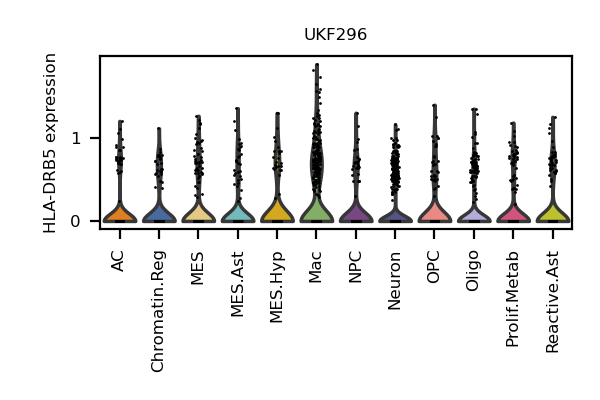 UKF296
HLA-DRB5 expression
1
0
AC
Chromatin.Reg
MES
MES.Ast
MES.Hyp
Mac
NPC
Neuron
OPC
Oligo
Prolif.Metab
Reactive.Ast